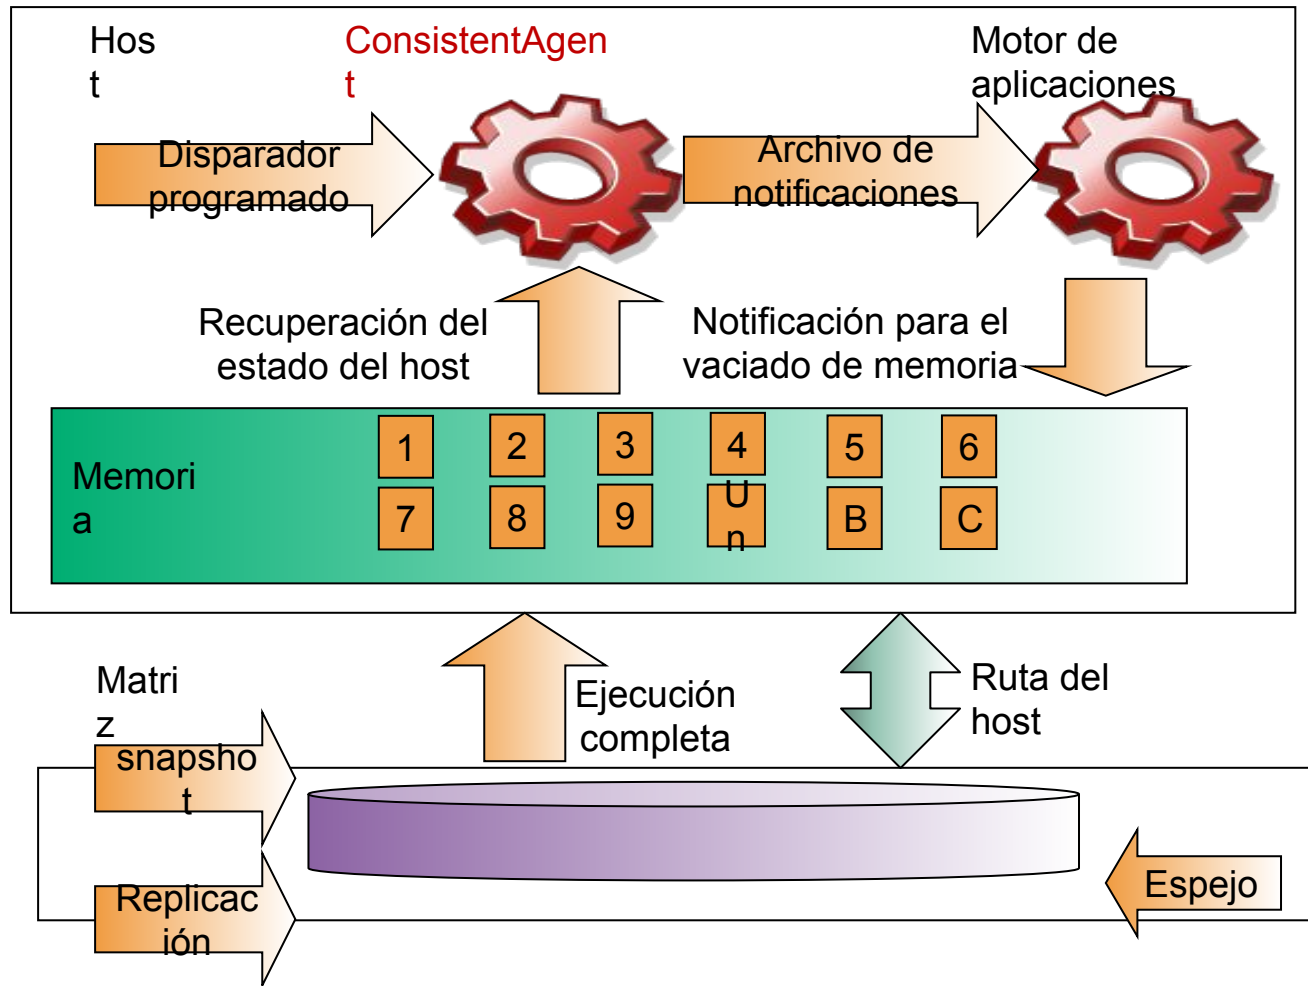 Hos
t
ConsistentAgen
t
Motor de
aplicaciones
Disparador
programado
Archivo de
notificaciones
Recuperación del
estado del host
Notificación para el
vaciado de memoria
Memori
a
1 2 3 4 5 6
7 8 9 U
n
B C
Matri
z
Ejecución
completa
Ruta del
host
snapsho
t
Replicac
ión
Espejo